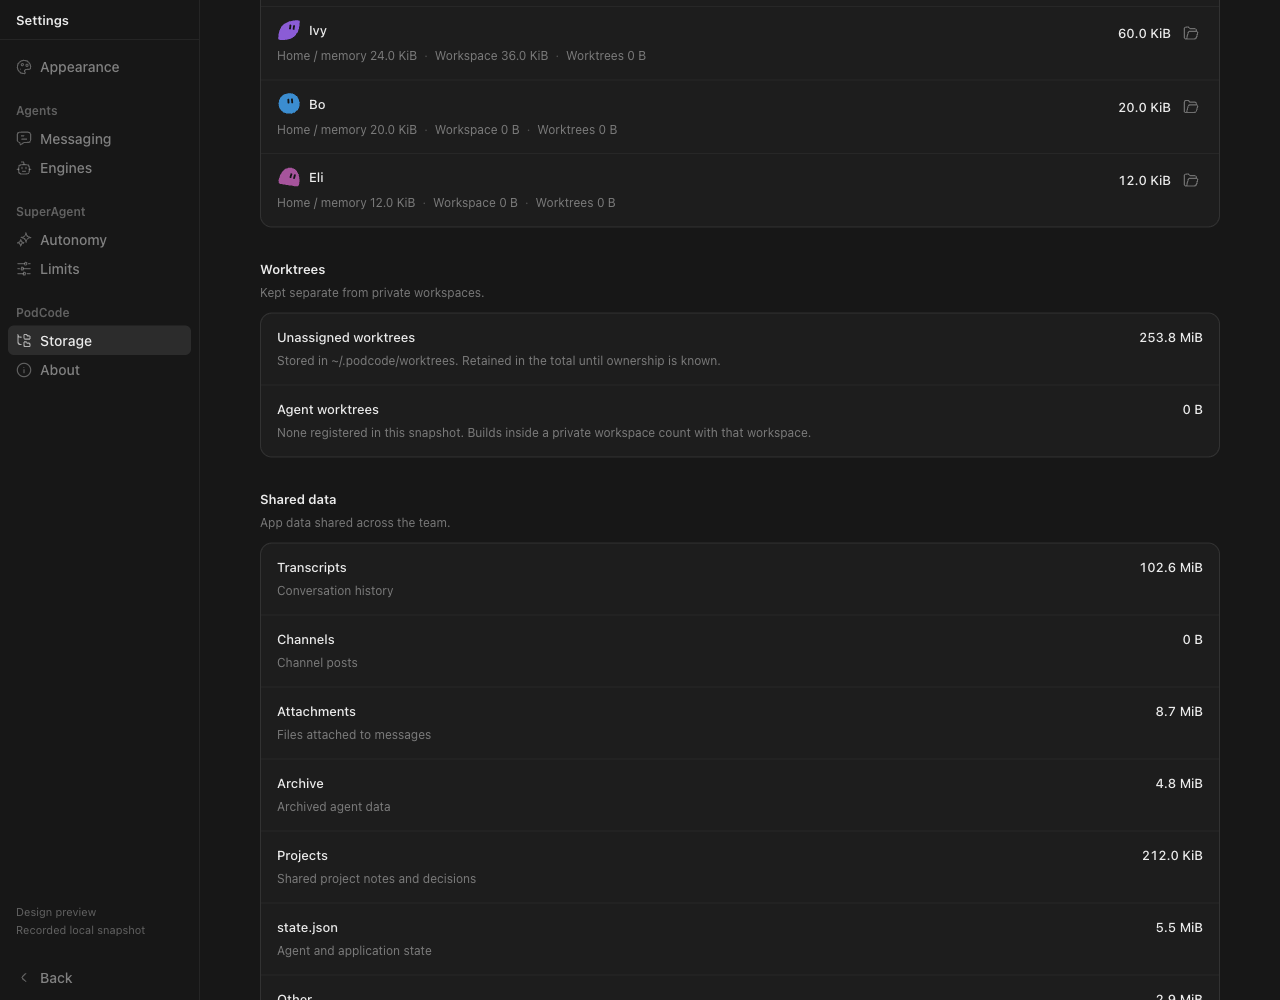 Settings
Appearance
Agents
Messaging
Engines
SuperAgent
Autonomy
Limits
PodCode
Storage
About
Design preview
Recorded local snapshot
Back
Ivy
60.0 KiB
Home / memory 24.0 KiB · Workspace 36.0 KiB · Worktrees 0 B
Bo
20.0 KiB
Home / memory 20.0 KiB · Workspace 0 B · Worktrees 0 B
Eli
12.0 KiB
Home / memory 12.0 KiB · Workspace 0 B · Worktrees 0 B
Worktrees
Kept separate from private workspaces.
Unassigned worktrees
253.8 MiB
Stored in ~/.podcode/worktrees. Retained in the total until ownership is known.
Agent worktrees
0 B
None registered in this snapshot. Builds inside a private workspace count with that workspace.
Shared data
App data shared across the team.
Transcripts
102.6 MiB
Conversation history
Channels
0 B
Channel posts
Attachments
8.7 MiB
Files attached to messages
Archive
4.8 MiB
Archived agent data
Projects
212.0 KiB
Shared project notes and decisions
state.json
5.5 MiB
Agent and application state
Other
2.9 MiB